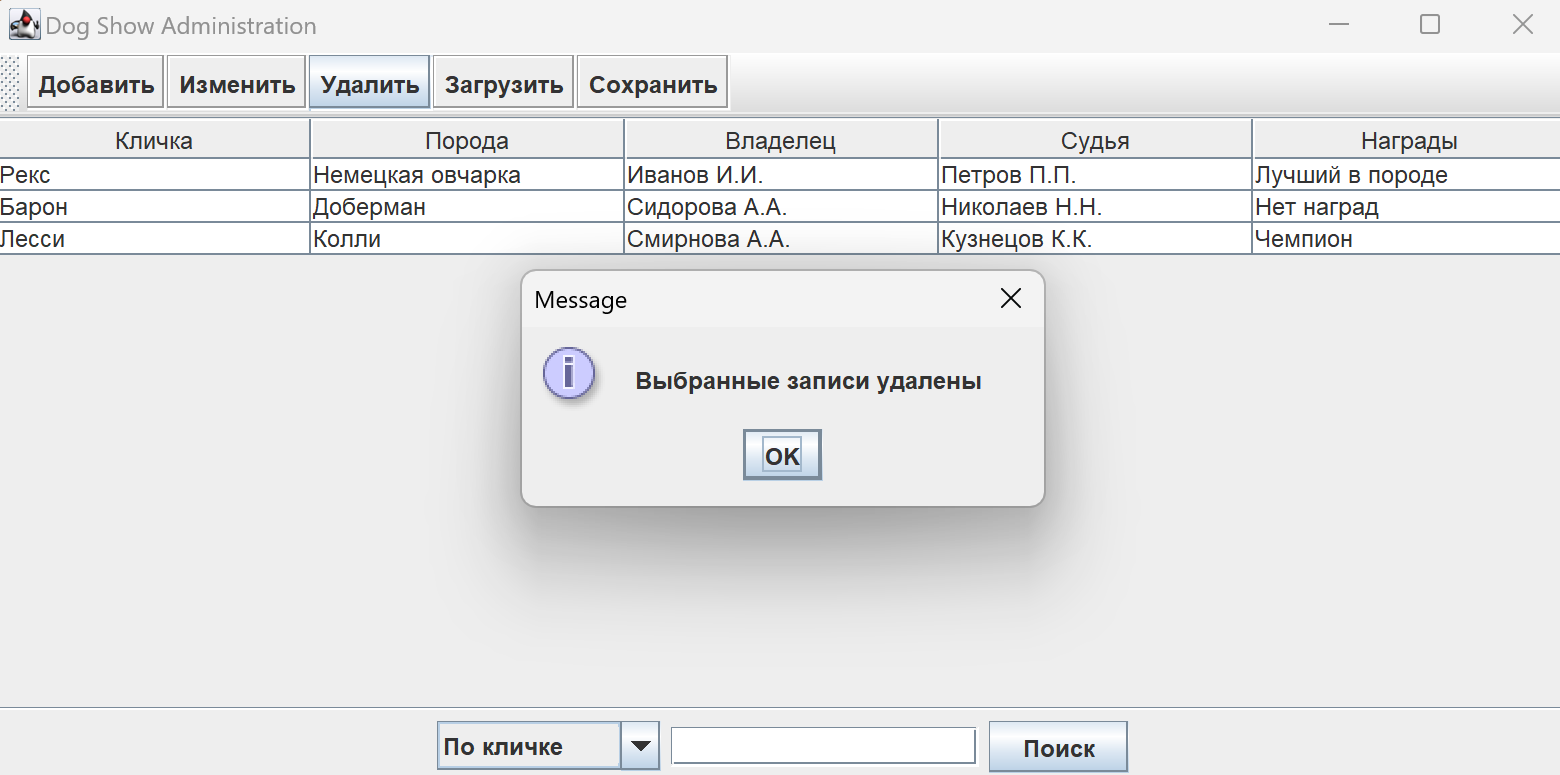 Dog Show Administration
Добавить Изменить Удалить Загрузить Сохранить
Кличка Порода Владелец Судья Награды
Рекс Немецкая овчарка Иванов И.И. Петров П.П. Лучший в породе
Барон Доберман Сидорова А.А. Николаев Н.Н. Нет наград
Лесси Колли Смирнова А.А. Кузнецов К.К. Чемпион
Message
i
Выбранные записи удалены
OK
По кличке Поиск